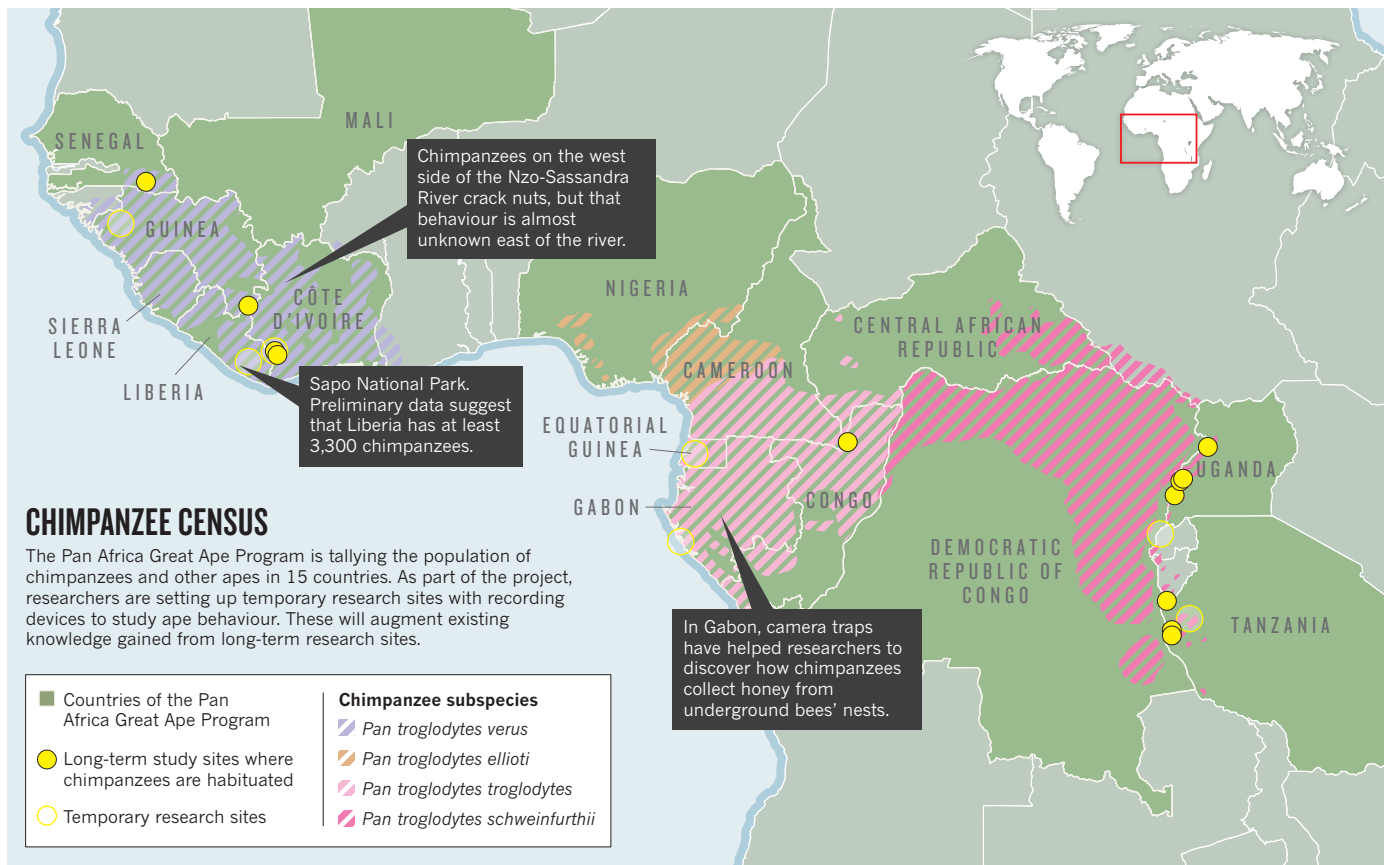 SENEGAL
MALI
GUINEA
SIERRA
LEONE
LIBERIA
CÔTE
D'IVOIRE
Chimpanzees on the west
side of the Nzo-Sassandra
River crack nuts, but that
behaviour is almost
unknown east of the river.
Sapo National Park.
Preliminary data suggest
that Liberia has at least
3,300 chimpanzees.
NIGERIA
CAMEROON
CENTRAL AFRICAN
REPUBLIC
EQUATORIAL
GUINEA
GABON
CONGO
UGANDA
DEMOCRATIC
REPUBLIC OF
CONGO
TANZANIA
In Gabon, camera traps
have helped researchers to
discover how chimpanzees
collect honey from
underground bees’ nests.
CHIMPANZEE CENSUS
The Pan Africa Great Ape Program is tallying the population of
chimpanzees and other apes in 15 countries. As part of the project,
researchers are setting up temporary research sites with recording
devices to study ape behaviour. These will augment existing
knowledge gained from long-term research sites.
Countries of the Pan
Africa Great Ape Program
Long-term study sites where
chimpanzees are habituated
Temporary research sites
Chimpanzee subspecies
Pan troglodytes verus
Pan troglodytes ellioti
Pan troglodytes troglodytes
Pan troglodytes schweinfurthii